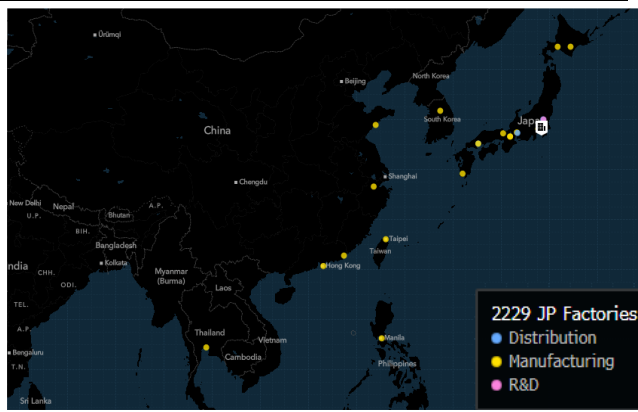 Ürümqi
Beijing
North Korea
South Korea
Japa
China
Shanghai
Chengdu
New Delhi
Nepal
U.P.
Bhutan
A.P.
BIH.
Bangladesh
Kolkata
Taipei
Taiwan
Hong Kong
ndia
CHH.
ODI.
Myanmar
(Burma)
Laos
TEL.
A.P.
Thailand
Vietnam
Manila
Bengaluru
Cambodia
Philippines
T.N.
Sri Lanka
2229 JP Factories
Distribution
Manufacturing
R&D